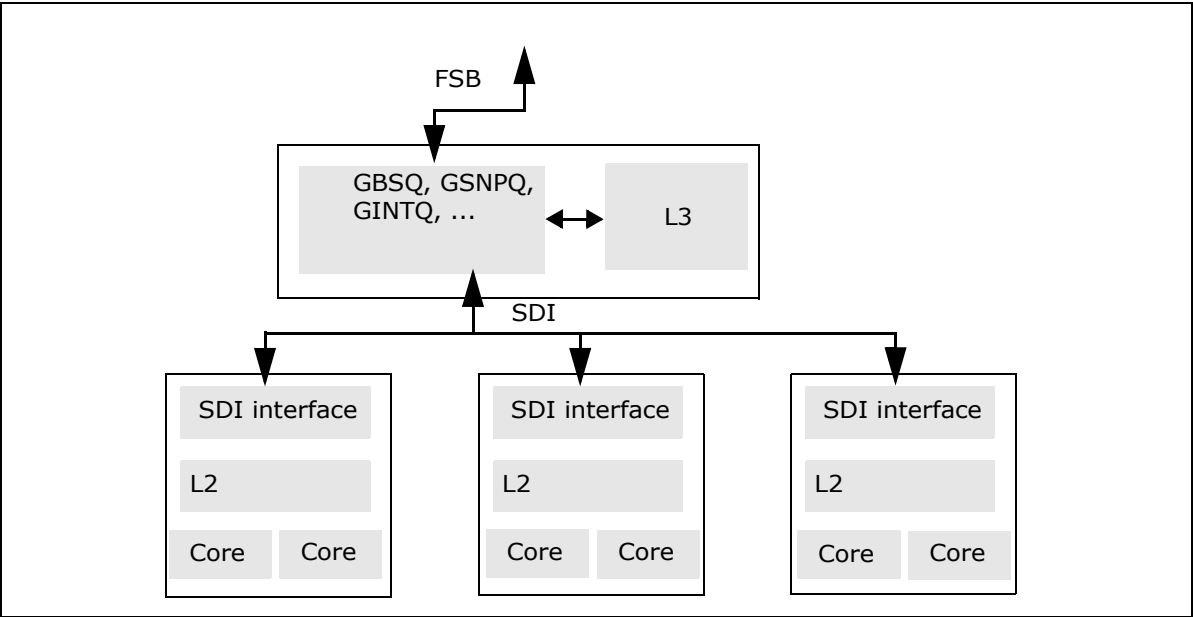 FSB
GBSQ, GSNPQ,
GINTQ, ...
L3
SDI
SDI interface
SDI interface
SDI interface
L2
L2
L2
Core
Core
Core
Core
Core
Core